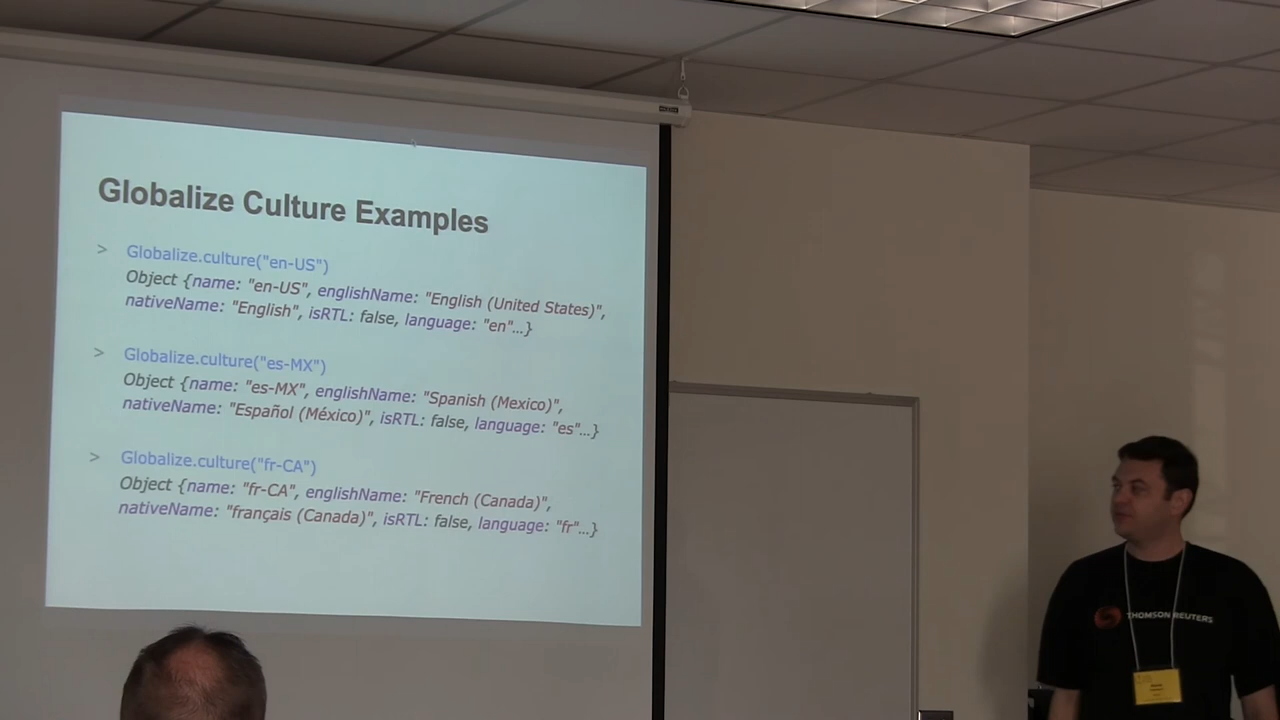 Globalize Culture Examples
> Globalize.culture("en-US")
Object {name: "en-US", englishName: "English (United States)",
nativeName: "English", isRTL: false, language: "en"...}
> Globalize.culture("es-MX")
Object {name: "es-MX", englishName: "Spanish (Mexico)",
nativeName: "Español (México)", isRTL: false, language: "es"...}
> Globalize.culture("fr-CA")
Object {name: "fr-CA", englishName: "French (Canada)",
nativeName: "français (Canada)", isRTL: false, language: "fr"...}
THOMSON REUTERS